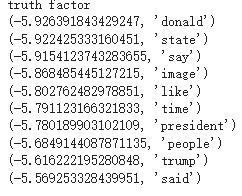 truth factor
(-5.926391843429247, 'donald')
(-5.922425333160451, 'state')
(-5.9154123743283655, 'say')
(-5.868485445127215, 'image')
(-5.802762482978851, 'like')
(-5.791123166321833, 'time')
(-5.780189903102109, 'president')
(-5.6849144087871135, 'people')
(-5.616222195280848, 'trump')
(-5.569253328439951, 'said')